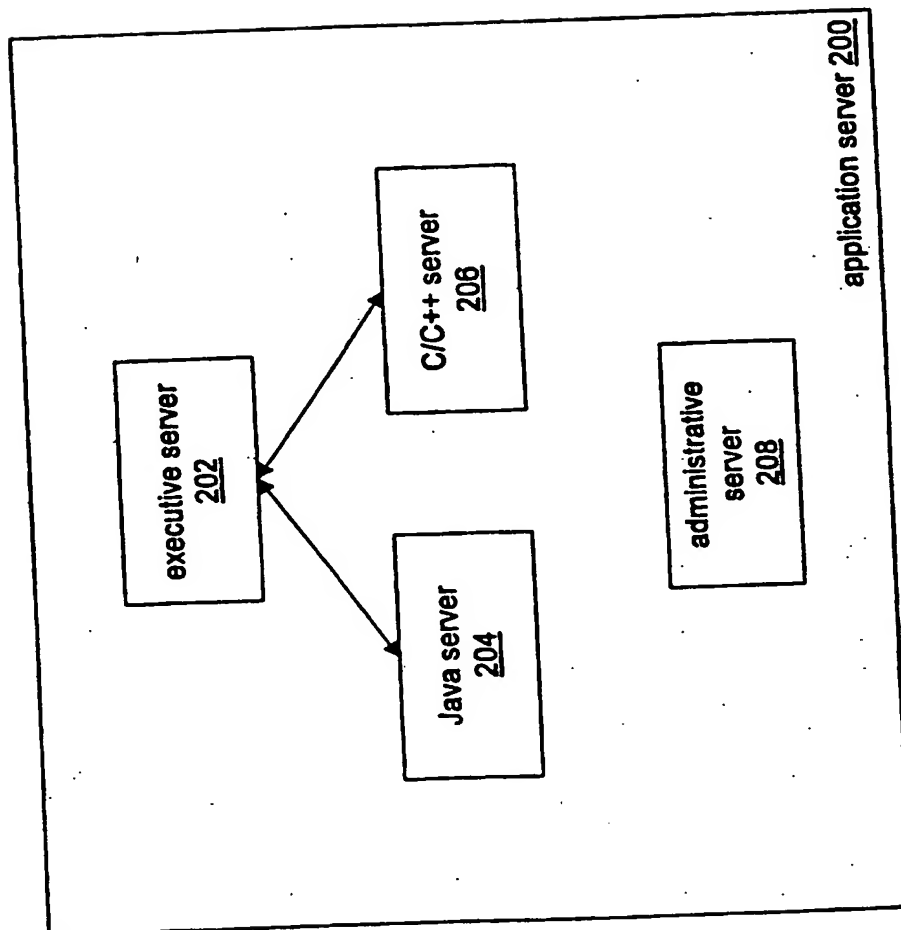 executive server
202
Java server
204
C/C++ server
206
administrative
server
208
application server 200